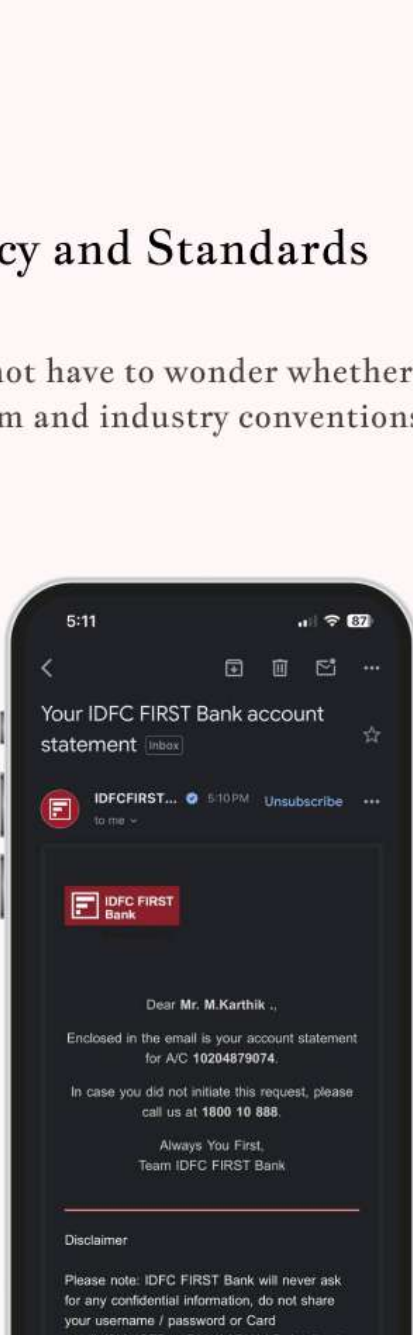 cy and Standards
not have to wonder whether
m and industry conventions
5:11
87
Your IDFC FIRST Bank account
statement Inbox
IDFCFIRST... 5:10 PM Unsubscribe
to me
IDFC FIRST
Bank
Dear Mr. M.Karthik .,
Enclosed in the email is your account statement
for A/C 10204879074.
In case you did not initiate this request, please
call us at 1800 10 888.
Always You First,
Team IDFC FIRST Bank
Disclaimer
Please note: IDFC FIRST Bank will never ask
for any confidential information, do not share
your username / password or Card